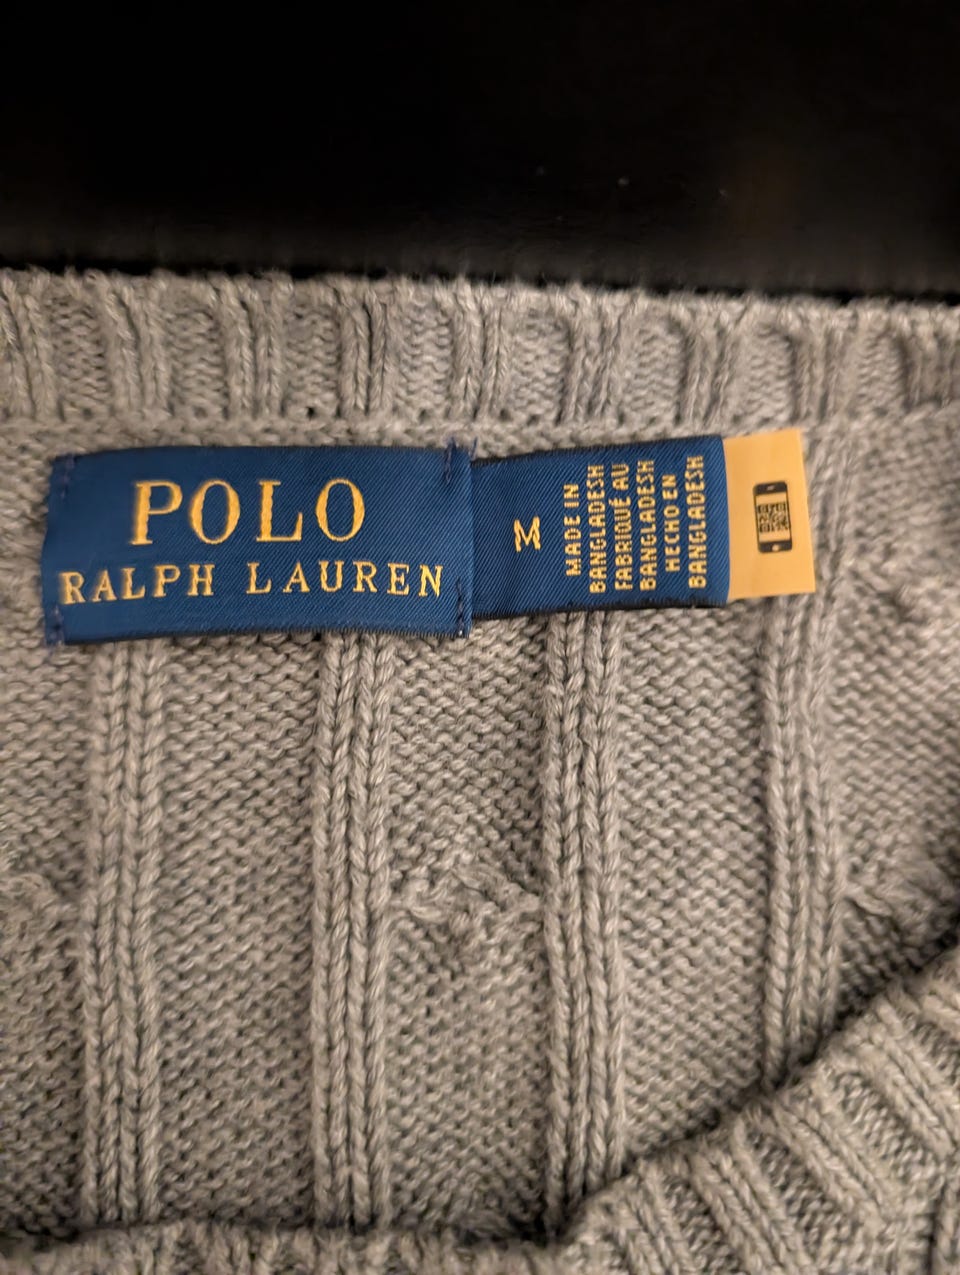 POLO
RALPH LAUREN
M
MADE IN
BANGLADESH
FABRIQUÉ AU
BANGLADESH
HECHO EN
BANGLADESH